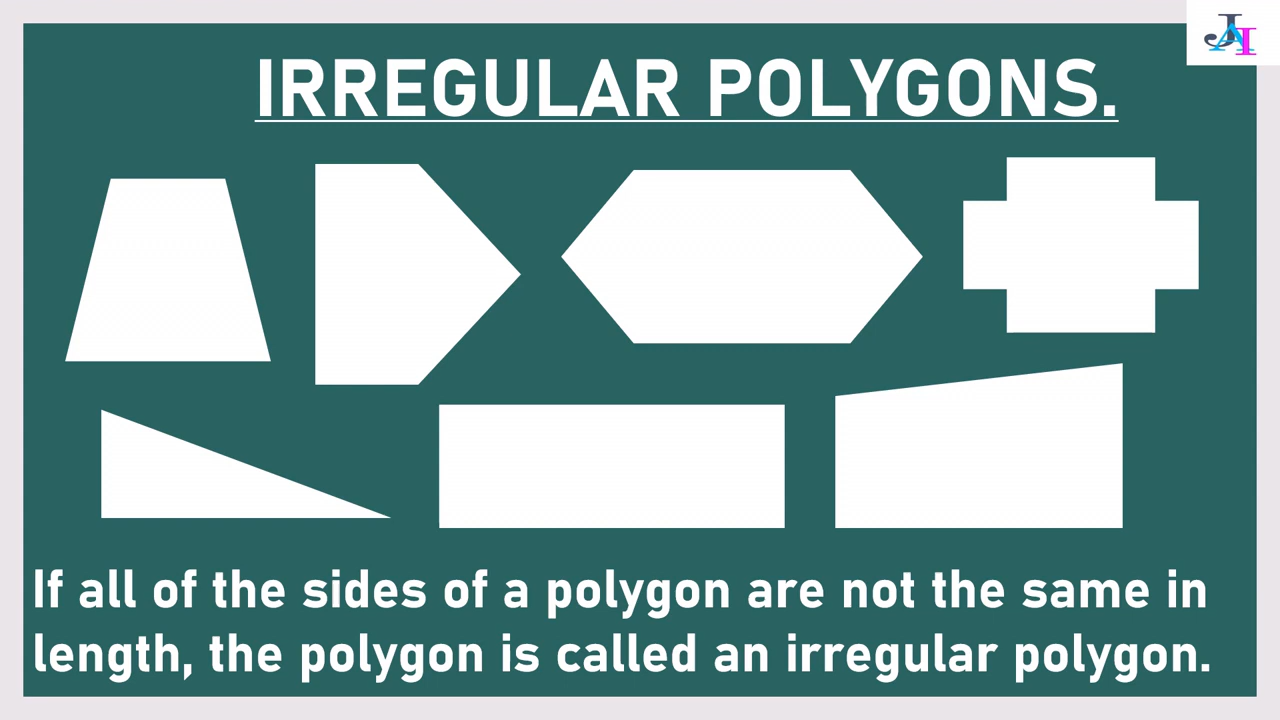 JAI
IRREGULAR POLYGONS.
If all of the sides of a polygon are not the same in
length, the polygon is called an irregular polygon.